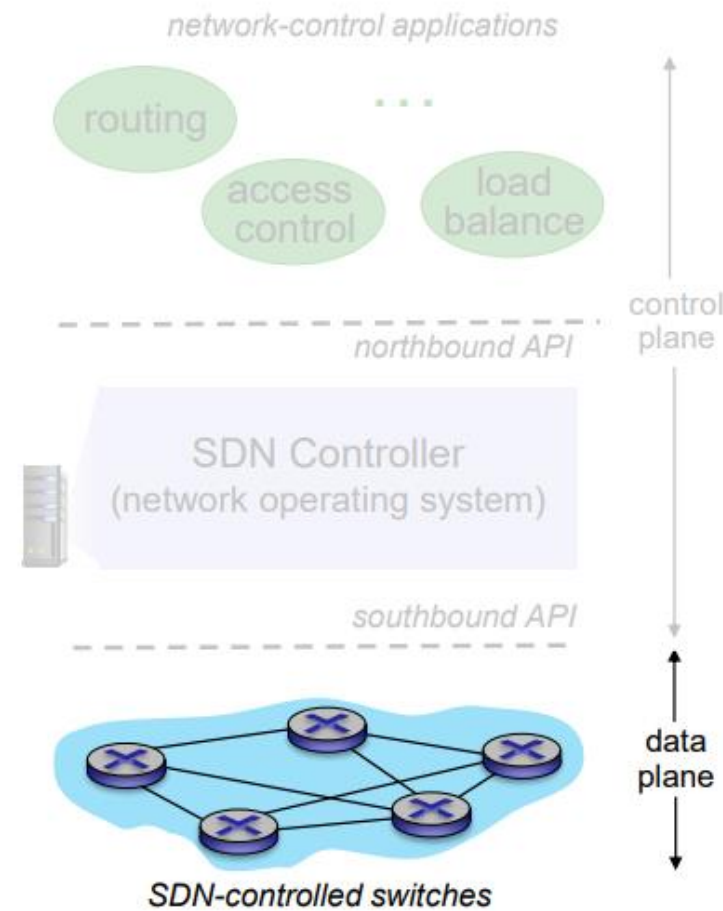 network-control applications
routing
. . .
access
control
load
balance
control
plane
northbound API
SDN Controller
(network operating system)
southbound API
data
plane
SDN-controlled switches